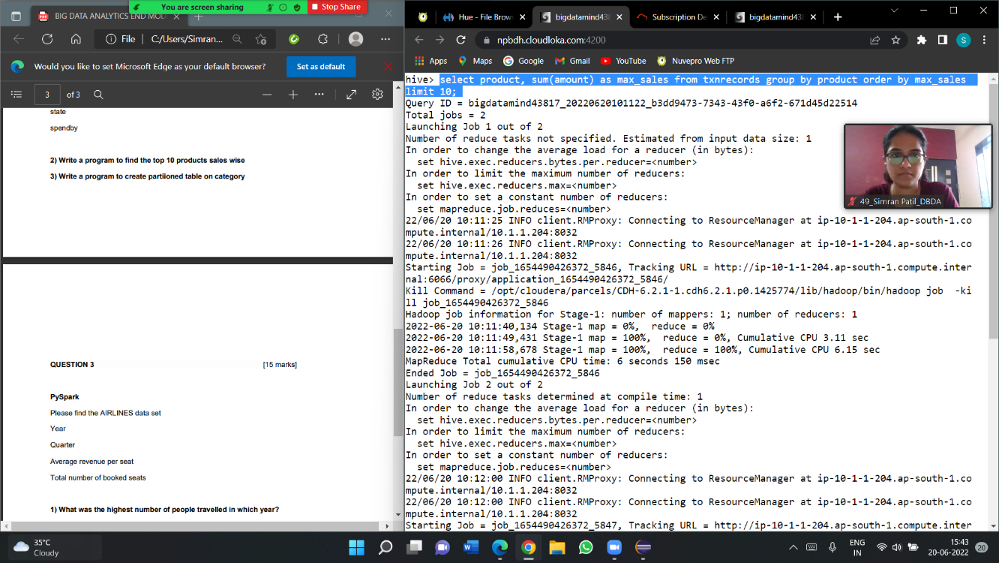 BIG DATA ANALYTICS END MOD
You are screen sharing
Stop Share
File
C:/Users/Simran...
Would you like to set Microsoft Edge as your default browser?
Set as default
3
of 3
state
spendby
2) Write a program to find the top 10 products sales wise
3) Write a program to create partiioned table on category
QUESTION 3
[15 marks]
PySpark
Please find the AIRLINES data set
Year
Quarter
Average revenue per seat
Total number of booked seats
1) What was the highest number of people travelled in which year?
Hue - File Brows
bigdatamind438
Subscription De
bigdatamind438
npbdh.cloudloka.com:4200
S
Apps
Maps
Google
Gmail
YouTube
Nuvepro Web FTP
hive> select product, sum(amount) as max_sales from txnrecords group by product order by max_sales
limit 10;
Query ID = bigdatamind43817_20220620101122_b3dd9473-7343-43f0-a6f2-671d45d22514
Total jobs = 2
Launching Job 1 out of 2
Number of reduce tasks not specified. Estimated from input data size: 1
In order to change the average load for a reducer (in bytes):
set hive.exec.reducers.bytes.per.reducer=<number>
In order to limit the maximum number of reducers:
set hive.exec.reducers.max=<number>
In order to set a constant number of reducers:
set mapreduce.job.reduces=<number>
22/06/20 10:11:25 INFO client.RMProxy: Connecting to ResourceManager at ip-10-1-1-204.ap-south-1.co
mpute.internal/10.1.1.204:8032
22/06/20 10:11:26 INFO client.RMProxy: Connecting to ResourceManager at ip-10-1-1-204.ap-south-1.co
mpute.internal/10.1.1.204:8032
Starting Job = job_1654490426372_5846, Tracking URL = http://ip-10-1-1-204.ap-south-1.compute.inter
nal:6066/proxy/application_1654490426372_5846/
Kill Command = /opt/cloudera/parcels/CDH-6.2.1-1.cdh6.2.1.p0.1425774/lib/hadoop/bin/hadoop job  -ki
ll job_1654490426372_5846
Hadoop job information for Stage-1: number of mappers: 1; number of reducers: 1
2022-06-20 10:11:40,134 Stage-1 map = 0%,  reduce = 0%
2022-06-20 10:11:49,431 Stage-1 map = 100%,  reduce = 0%, Cumulative CPU 3.11 sec
2022-06-20 10:11:58,678 Stage-1 map = 100%,  reduce = 100%, Cumulative CPU 6.15 sec
MapReduce Total cumulative CPU time: 6 seconds 150 msec
Ended Job = job_1654490426372_5846
Launching Job 2 out of 2
Number of reduce tasks determined at compile time: 1
In order to change the average load for a reducer (in bytes):
set hive.exec.reducers.bytes.per.reducer=<number>
In order to limit the maximum number of reducers:
set hive.exec.reducers.max=<number>
In order to set a constant number of reducers:
set mapreduce.job.reduces=<number>
22/06/20 10:12:00 INFO client.RMProxy: Connecting to ResourceManager at ip-10-1-1-204.ap-south-1.co
mpute.internal/10.1.1.204:8032
22/06/20 10:12:00 INFO client.RMProxy: Connecting to ResourceManager at ip-10-1-1-204.ap-south-1.co
mpute.internal/10.1.1.204:8032
Starting Job = job_1654490426372_5847, Tracking URL = http://ip-10-1-1-204.ap-south-1.compute.inter
49_Simran Patil_DBDA
35°C
Cloudy
ENG
IN
15:43
20-06-2022
20